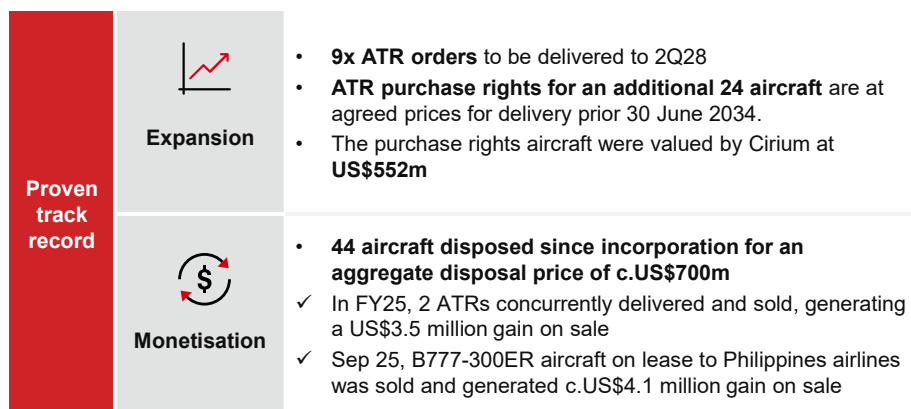 Proven
track
record
Expansion
• 9x ATR orders to be delivered to 2Q28
• ATR purchase rights for an additional 24 aircraft are at
agreed prices for delivery prior 30 June 2034.
• The purchase rights aircraft were valued by Cirium at
US$552m
$
Monetisation
• 44 aircraft disposed since incorporation for an
aggregate disposal price of c.US$700m
✓ In FY25, 2 ATRs concurrently delivered and sold, generating
a US$3.5 million gain on sale
✓ Sep 25, B777-300ER aircraft on lease to Philippines airlines
was sold and generated c.US$4.1 million gain on sale